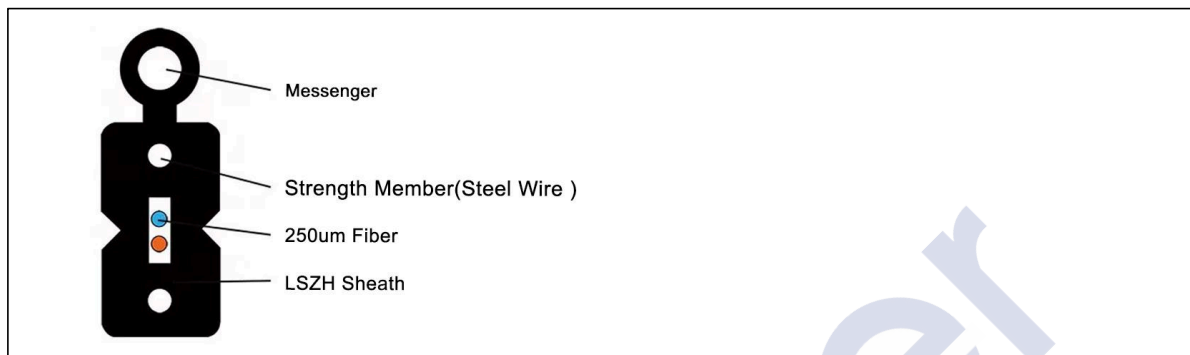 Messenger
Strength Member(Steel Wire )
250um Fiber
LSZH Sheath